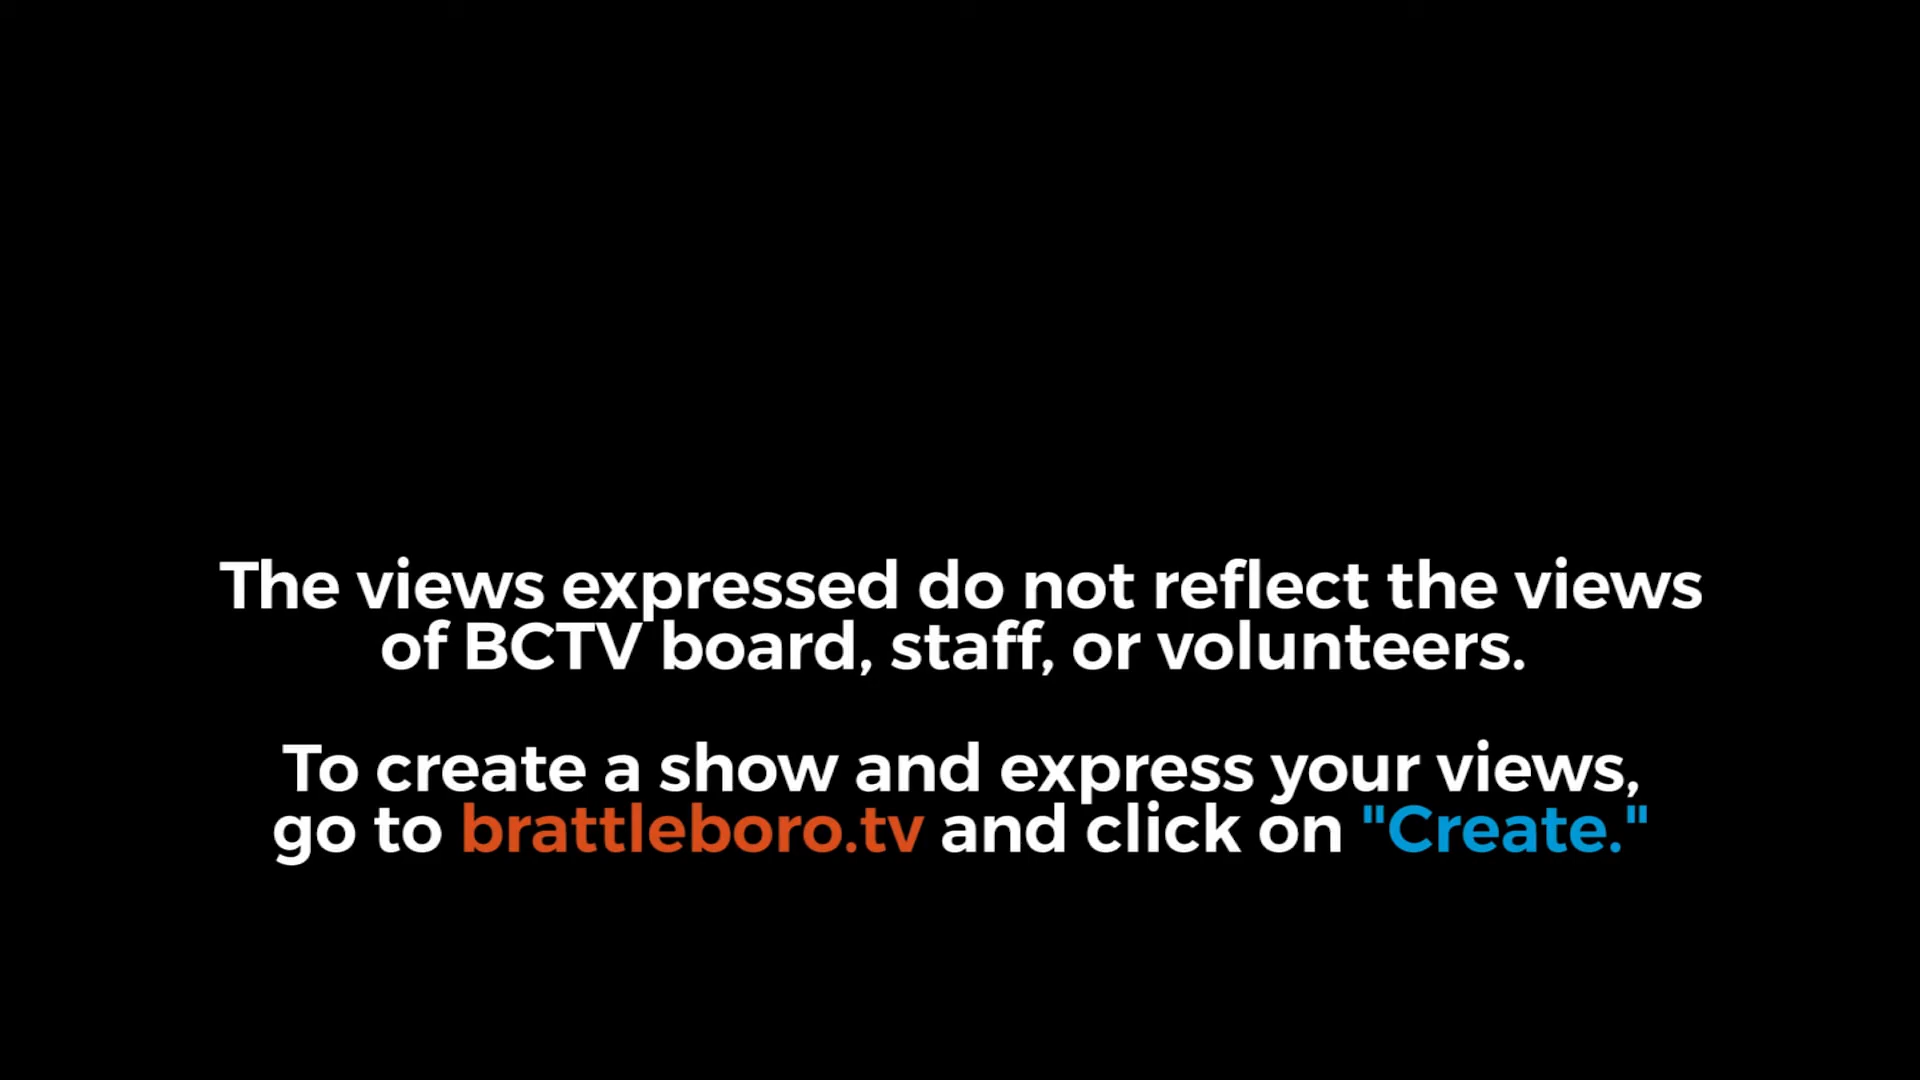 The views expressed do not reflect the views
of BCTV board, staff, or volunteers.
To create a show and express your views,
go to brattleboro.tv and click on "Create."